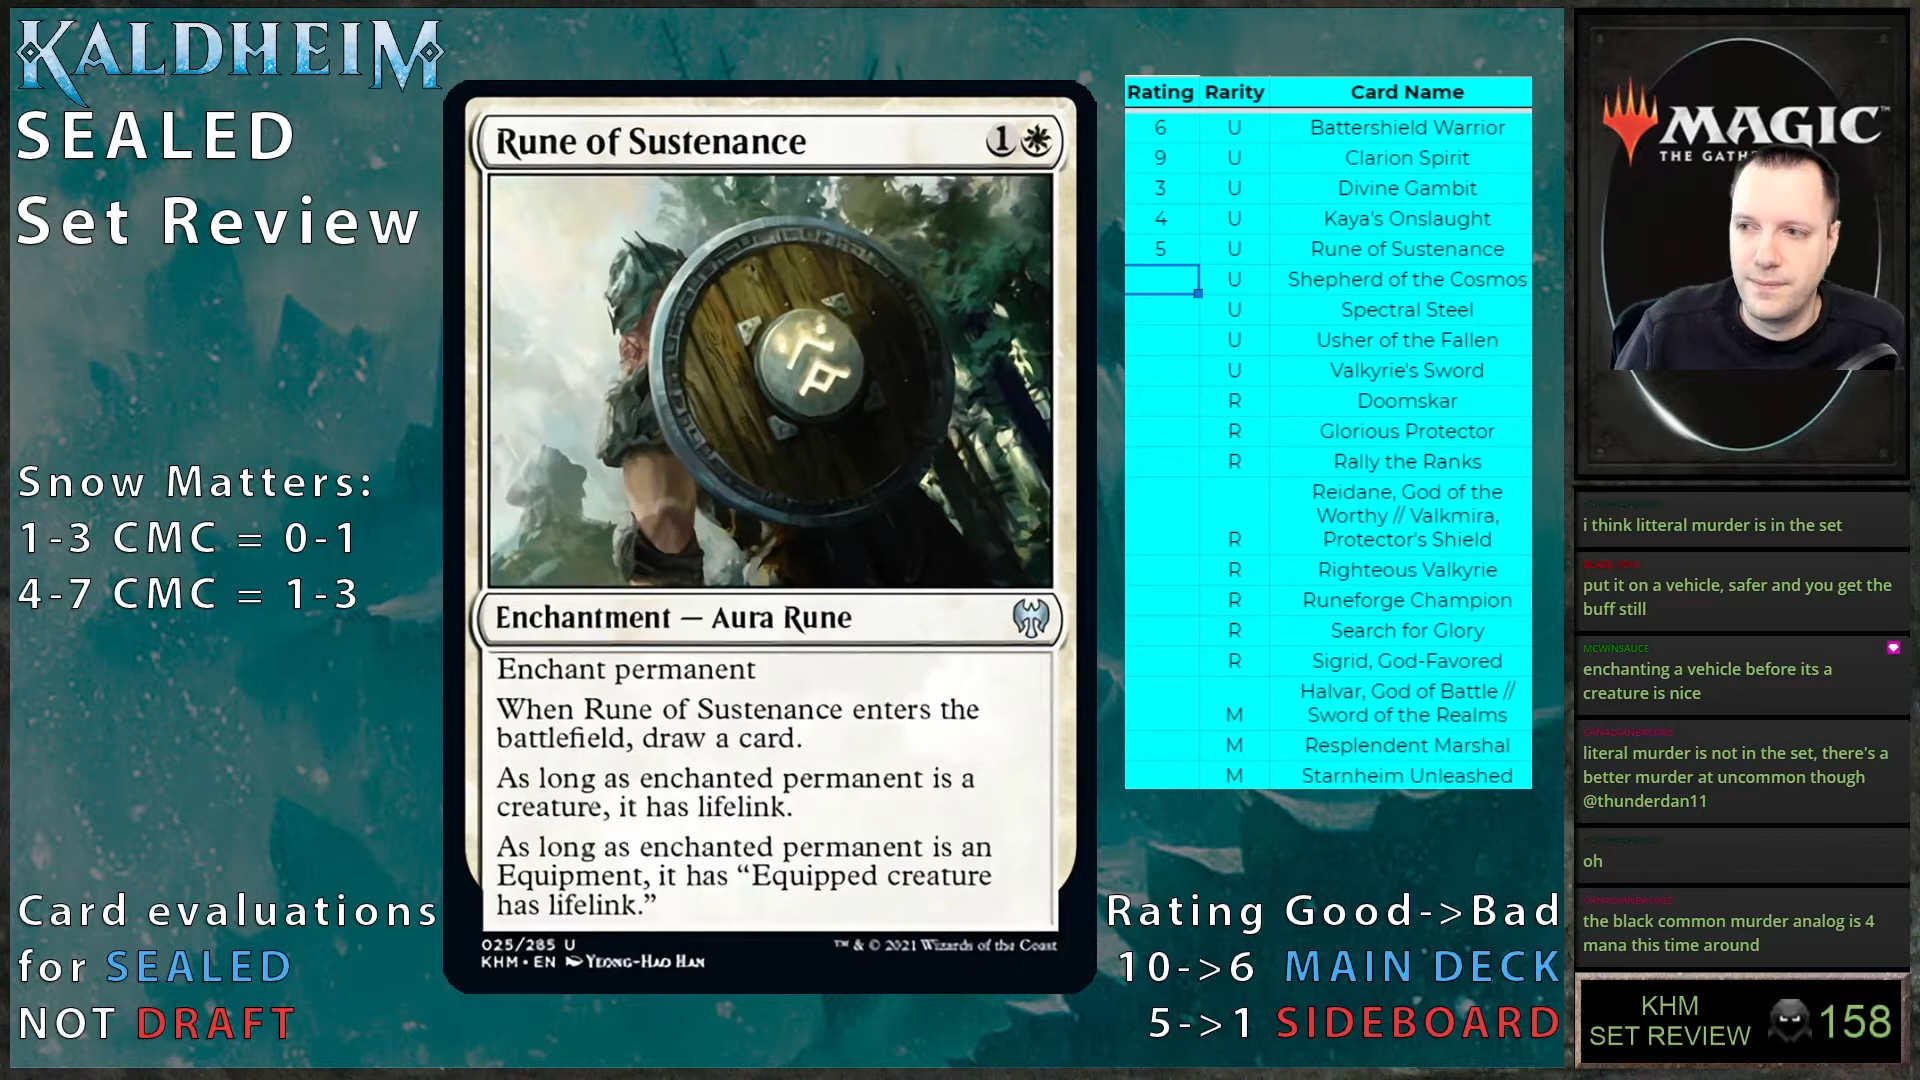 KALDHEIM
SEALED
Set Review
Snow Matters:
1-3 CMC = 0-1
4-7 CMC = 1-3
Card evaluations
for SEALED
NOT DRAFT
Rune of Sustenance 1
Enchantment — Aura Rune
Enchant permanent
When Rune of Sustenance enters the
battlefield, draw a card.
As long as enchanted permanent is a
creature, it has lifelink.
As long as enchanted permanent is an
Equipment, it has “Equipped creature
has lifelink.”
025/285 U
KHM • EN Yeong-Hao Han
™ & © 2021 Wizards of the Coast
Rating Rarity Card Name
6 U Battershield Warrior
9 U Clarion Spirit
3 U Divine Gambit
4 U Kaya's Onslaught
5 U Rune of Sustenance
U Shepherd of the Cosmos
U Spectral Steel
U Usher of the Fallen
U Valkyrie's Sword
R Doomskar
R Glorious Protector
R Rally the Ranks
Reidane, God of the
Worthy // Valkmira,
R Protector's Shield
R Righteous Valkyrie
R Runeforge Champion
R Search for Glory
R Sigrid, God-Favored
Halvar, God of Battle //
M Sword of the Realms
M Resplendent Marshal
M Starnheim Unleashed
Rating Good->Bad
10->6 MAIN DECK
5->1 SIDEBOARD
MAGIC™
THE GATH
i think litteral murder is in the set
put it on a vehicle, safer and you get the
buff still
MCWINSAUCE
enchanting a vehicle before its a
creature is nice
literal murder is not in the set, there's a
better murder at uncommon though
@thunderdan11
oh
the black common murder analog is 4
mana this time around
KHM
SET REVIEW
158